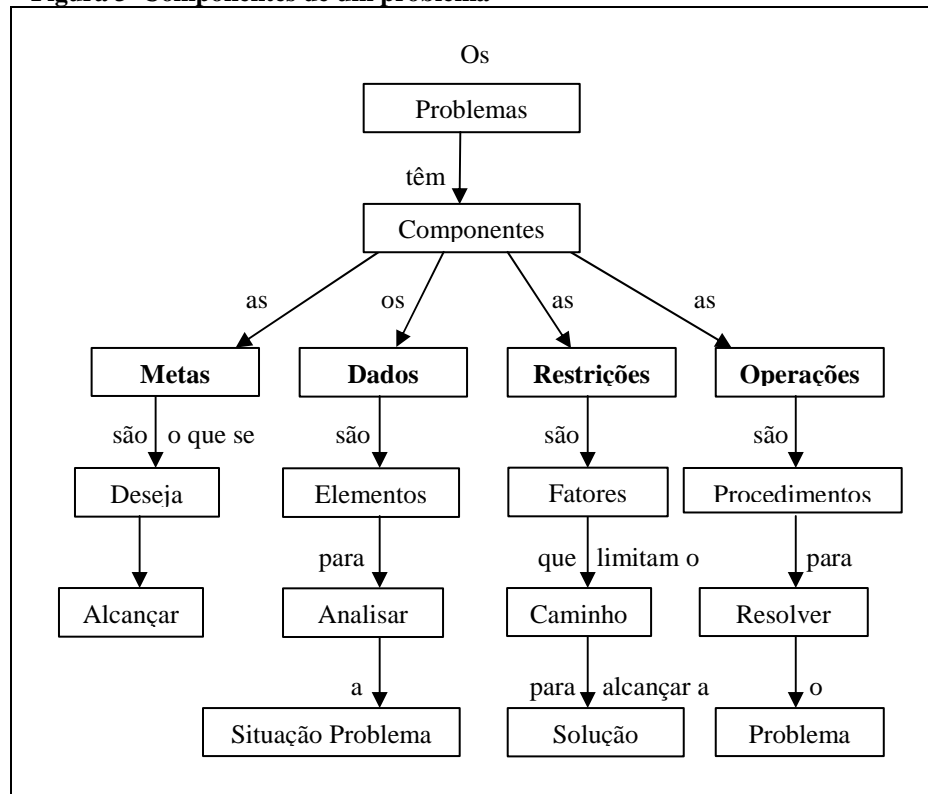 Figura 3- Componentes de um problema
Os
Problemas
têm
Componentes
as os as as
Metas Dados Restrições Operações
são o que se são são são
Deseja Elementos Fatores Procedimentos
para que limitam o para
Alcançar Analisar Caminho Resolver
a para alcançar a o
Situação Problema Solução Problema